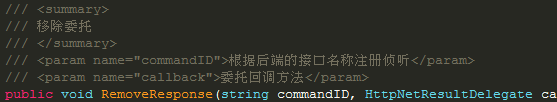 /// <summary>
/// 移除委托
/// </summary>
/// <param name="commandID">根据后端的接口名称注册侦听</param>
/// <param name="callback">委托回调方法</param>
public void RemoveResponse(string commandID, HttpNetResultDelegate ca